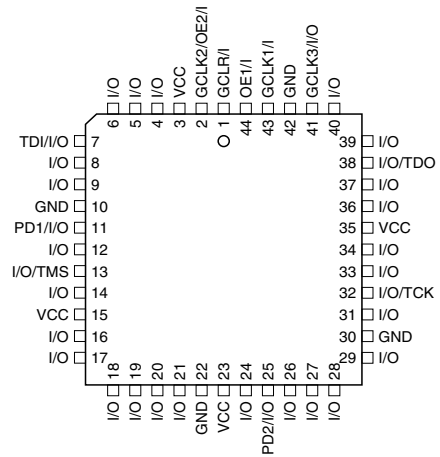 I/O
I/O
I/O
VCC
GCLK2/OE2/I
GCLR/I
OE1/I
GCLK1/I
GND
GCLK3/I/O
I/O
6
5
4
3
2
1
44
43
42
41
40
TDI/I/O 7
I/O 8
I/O 9
GND 10
PD1/I/O 11
I/O 12
I/O/TMS 13
I/O 14
VCC 15
I/O 16
I/O 17
39 I/O
38 I/O/TDO
37 I/O
36 I/O
35 VCC
34 I/O
33 I/O
32 I/O/TCK
31 I/O
30 GND
29 I/O
18
19
20
21
22
23
24
25
26
27
28
I/O
I/O
I/O
I/O
GND
VCC
I/O
PD2/I/O
I/O
I/O
I/O